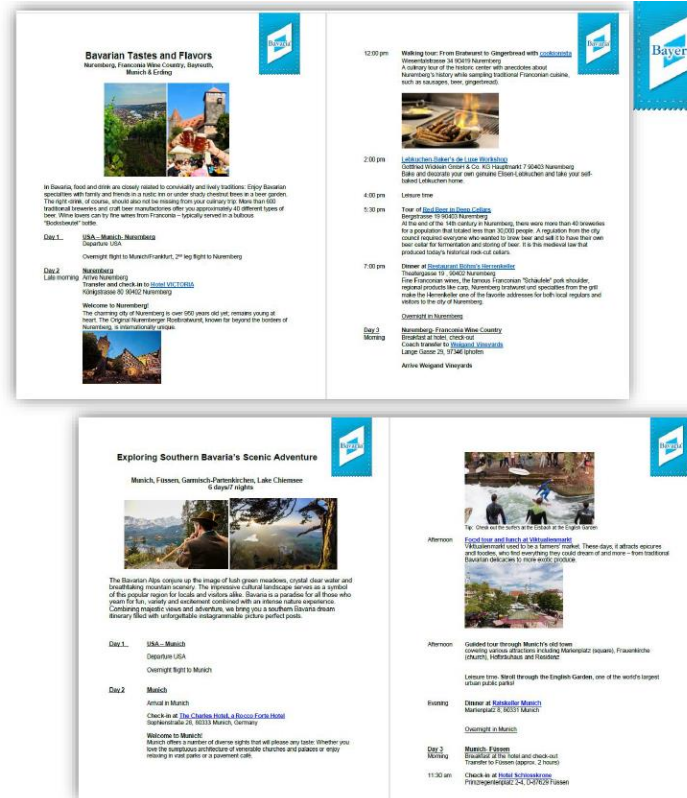 Bavarian Tastes and Flavors
Nuremberg, Franconia Wine Country, Bayreuth,
Munich & Erding
Bavaria
In Bavaria, food and drink are closely related to conviviality and lively traditions: Enjoy Bavarian
specialties with family and friends in a rustic inn or under shady chestnut trees in a beer garden.
The right drink, of course, should also not be missing from your culinary trip: More than 600
traditional breweries and craft beer manufacturers offer you approximately 40 different types of
beer. Wine lovers can try fine wines from Franconia – typically served in a bulbous
"Bocksbeutel" bottle.
Day 1 USA – Munich- Nuremberg
Departure USA
Overnight flight to Munich/Frankfurt, 2nd leg flight to Nuremberg
Day 2 Nuremberg
Late morning Arrive Nuremberg
Transfer and check-in to Hotel VICTORIA
Königstrasse 80 90402 Nuremberg
Welcome to Nuremberg!
The charming city of Nuremberg is over 950 years old yet; remains young at
heart. The Original Nuremberger Rostbratwurst, known far beyond the borders of
Nuremberg, is internationally unique.
Bavaria
12:00 pm Walking tour: From Bratwurst to Gingerbread with cookionista
Wiesentalstrasse 34 90419 Nuremberg
A culinary tour of the historic center with anecdotes about
Nuremberg's history while sampling traditional Franconian cuisine,
such as sausages, beer, gingerbread).
2:00 pm Lebkuchen-Baker's de Luxe Workshop
Gottfried Wicklein GmbH & Co. KG Hauptmarkt 7 90403 Nuremberg
Bake and decorate your own genuine Elisen-Lebkuchen and take your self-
baked Lebkuchen home.
4:00 pm Leisure time
5:30 pm Tour of Red Beer in Deep Cellars
Bergstrasse 19 90403 Nuremberg
At the end of the 14th century in Nuremberg, there were more than 40 breweries
for a population that totaled less than 30,000 people. A regulation from the city
council required everyone who wanted to brew beer and sell it to have their own
beer cellar for fermentation and storing of beer. It is this medieval law that
produced today's historical rock-cut cellars.
7:00 pm Dinner at Restaurant Böhm's Herrenkeller
Theatergasse 19 , 90402 Nuremberg
Fine Franconian wines, the famous Franconian "Schäufele" pork shoulder,
regional products like carp, Nuremberg bratwurst und specialties from the grill
make the Herrenkeller one of the favorite addresses for both local regulars and
visitors to the city of Nuremberg.
Overnight in Nuremberg
Day 3 Nuremberg- Franconia Wine Country
Morning Breakfast at hotel, check-out
Coach transfer to Weigand Vineyards
Lange Gasse 29, 97346 Iphofen
Arrive Weigand Vineyards
Bayer
Exploring Southern Bavaria's Scenic Adventure
Munich, Füssen, Garmisch-Partenkirchen, Lake Chiemsee
6 days/7 nights
Bavaria
The Bavarian Alps conjure up the image of lush green meadows, crystal clear water and
breathtaking mountain scenery. The impressive cultural landscape serves as a symbol
of this popular region for locals and visitors alike. Bavaria is a paradise for all those who
yearn for fun, variety and excitement combined with an intense nature experience.
Combining majestic views and adventure, we bring you a southern Bavaria dream
itinerary filled with unforgettable instagrammable picture perfect posts.
Day 1 USA – Munich
Departure USA
Overnight flight to Munich
Day 2 Munich
Arrival in Munich
Check-in at The Charles Hotel, a Rocco Forte Hotel
Sophienstraße 28, 80333 Munich, Germany
Welcome to Munich!
Munich offers a number of diverse sights that will please any taste: Whether you
love the sumptuous architecture of venerable churches and palaces or enjoy
relaxing in vast parks or a pavement café.
Bavaria
Tip: Check out the surfers at the Eisbach at the English Garden
Afternoon Food tour and lunch at Viktualienmarkt
Viktualienmarkt used to be a farmers' market. These days, it attracts epicures
and foodies, who find everything they could dream of and more – from traditional
Bavarian delicacies to more exotic produce.
Afternoon Guided tour through Munich's old town
covering various attractions including Marienplatz (square), Frauenkirche
(church), Hofbräuhaus and Residenz
Leisure time- Stroll through the English Garden, one of the world's largest
urban public parks!
Evening Dinner at Ratskeller Munich
Marienplatz 8, 80331 Munich
Overnight in Munich
Day 3 Munich- Füssen
Morning Breakfast at the hotel and check-out
Transfer to Füssen (approx. 2 hours)
11:30 am Check-in at Hotel Schlosskrone
Prinzregentenplatz 2-4, D-87629 Füssen